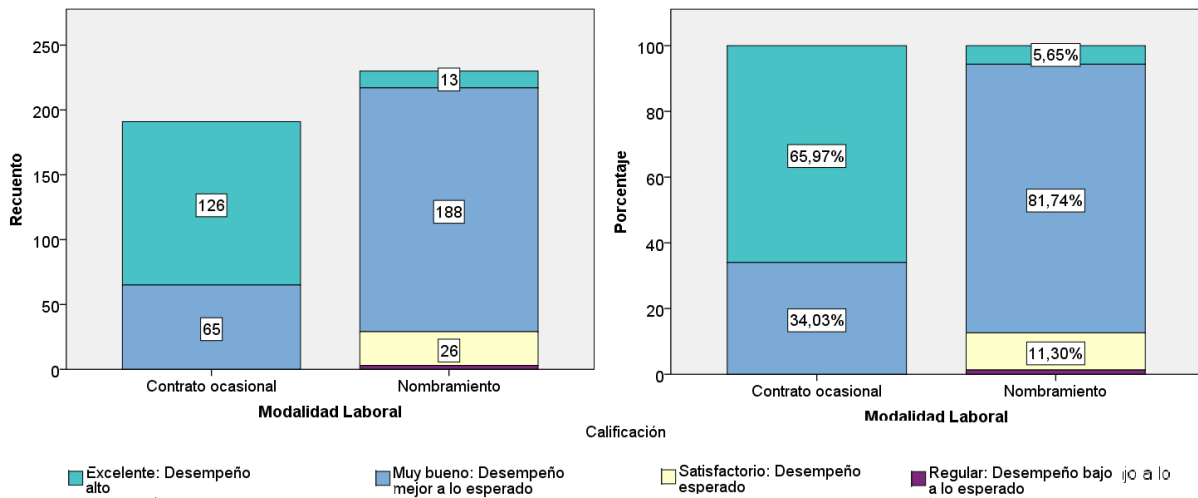 Recuento
250
200
150
100
50
0
126
65
13
188
26
Contrato ocasional
Nombramiento
Modalidad Laboral
Porcentaje
100
80
60
40
20
0
65,97%
34,03%
5,65%
81,74%
11,30%
Contrato ocasional
Nombramiento
Modalidad Laboral
Calificación
Excelente: Desempeño
alto
Muy bueno: Desempeño
mejor a lo esperado
Satisfactorio: Desempeño
esperado
Regular: Desempeño bajo
a lo esperado
jo a lo